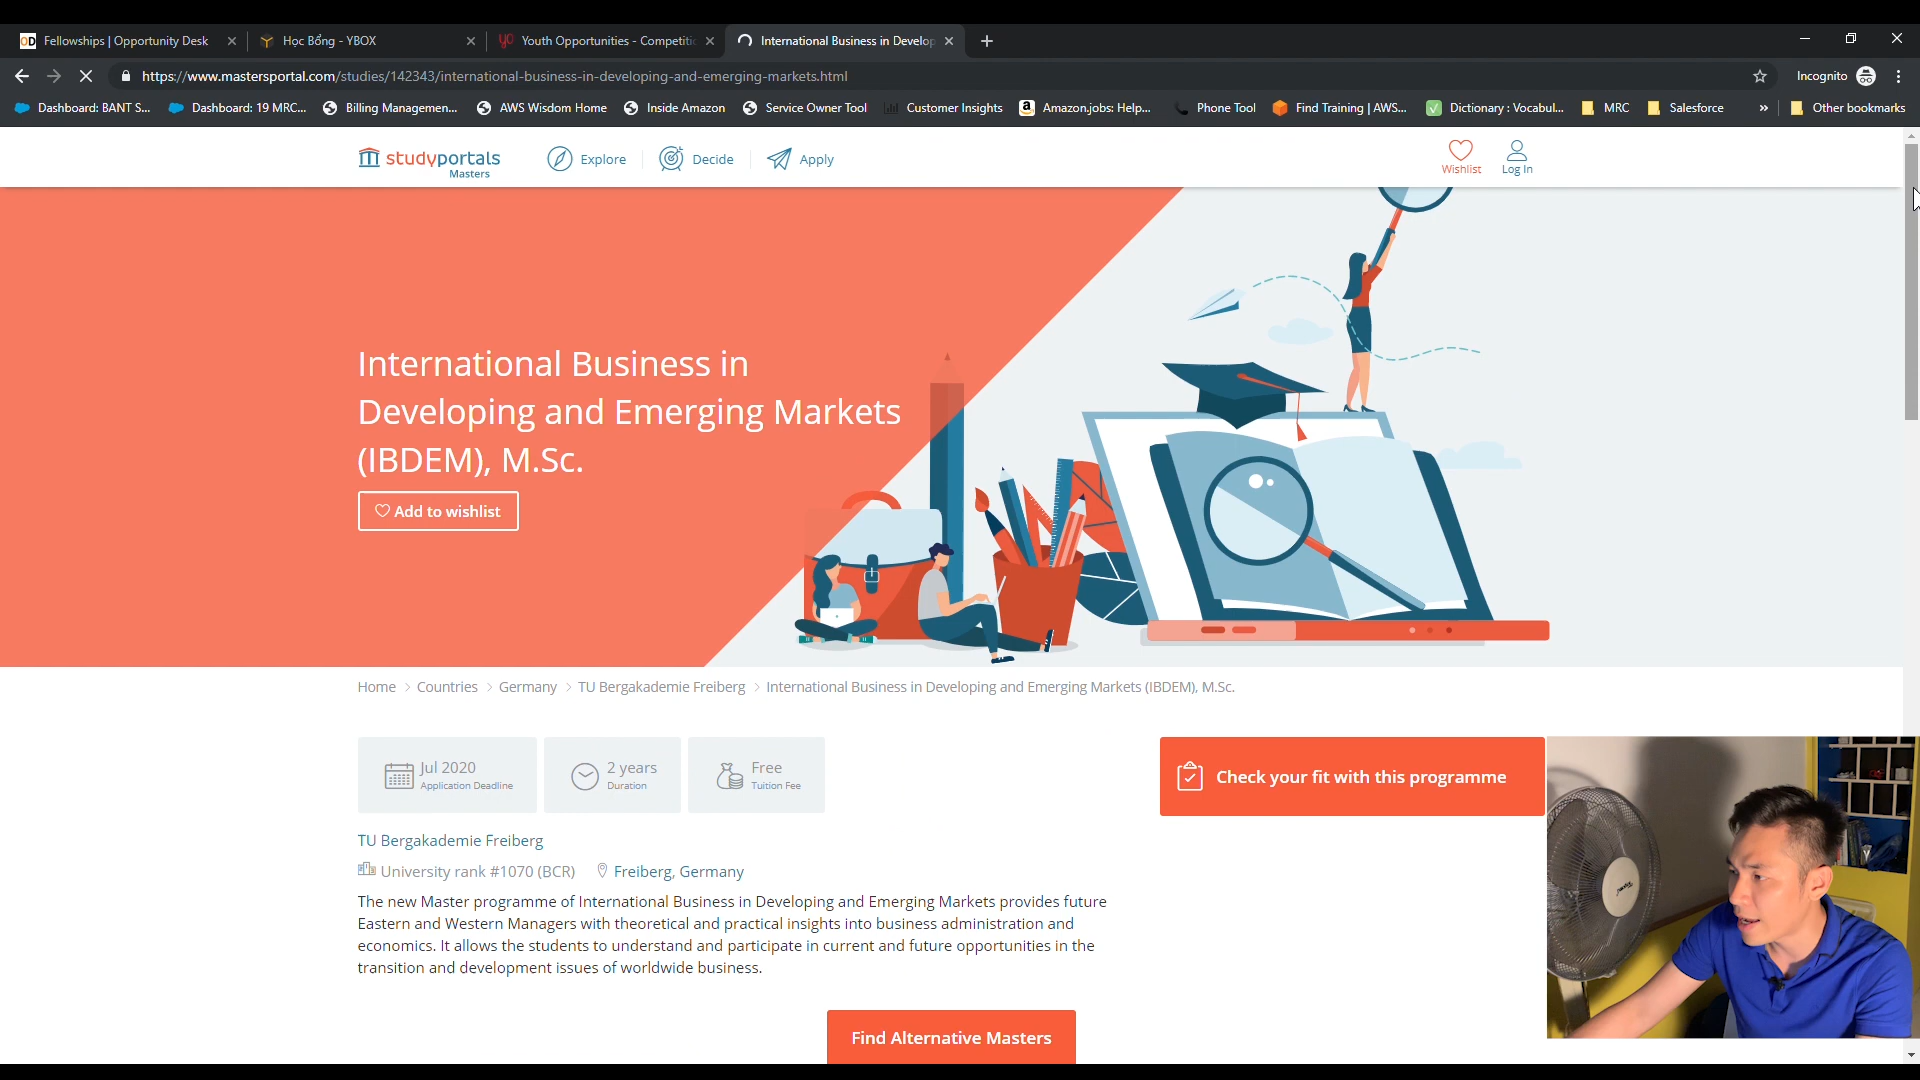 Fellowships | Opportunity Desk
Học Bổng - YBOX
Youth Opportunities - Competitic
International Business in Develop
https://www.mastersportal.com/studies/142343/international-business-in-developing-and-emerging-markets.html
Incognito
Dashboard: BANT S...
Dashboard: 19 MRC...
Billing Managemen...
AWS Wisdom Home
Inside Amazon
Service Owner Tool
Customer Insights
Amazon.jobs: Help...
Phone Tool
Find Training | AWS...
Dictionary : Vocabul...
MRC
Salesforce
»
Other bookmarks
studyportals
Masters
Explore
Decide
Apply
Wishlist
Log In
International Business in
Developing and Emerging Markets
(IBDEM), M.Sc.
Add to wishlist
Home > Countries > Germany > TU Bergakademie Freiberg > International Business in Developing and Emerging Markets (IBDEM), M.Sc.
Jul 2020
Application Deadline
2 years
Duration
Free
Tuition Fee
Check your fit with this programme
TU Bergakademie Freiberg
University rank #1070 (BCR)
Freiberg, Germany
The new Master programme of International Business in Developing and Emerging Markets provides future
Eastern and Western Managers with theoretical and practical insights into business administration and
economics. It allows the students to understand and participate in current and future opportunities in the
transition and development issues of worldwide business.
Find Alternative Masters